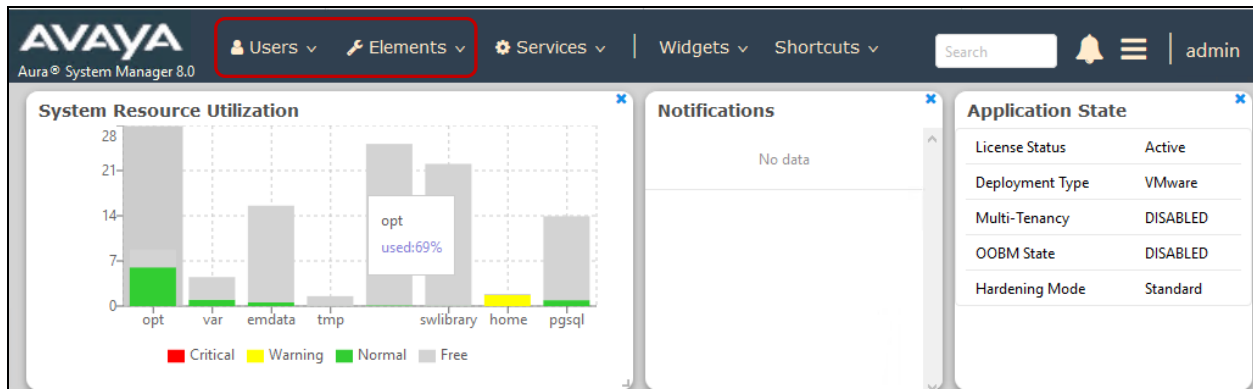 AVAYA
Aura® System Manager 8.0
Users Elements Services Widgets Shortcuts Search admin
System Resource Utilization
28
21
14
7
0
opt var emdata tmp swlibrary home pgsql
opt
used:69%
Critical Warning Normal Free
Notifications
No data
Application State
License Status Active
Deployment Type VMware
Multi-Tenancy DISABLED
OOBM State DISABLED
Hardening Mode Standard